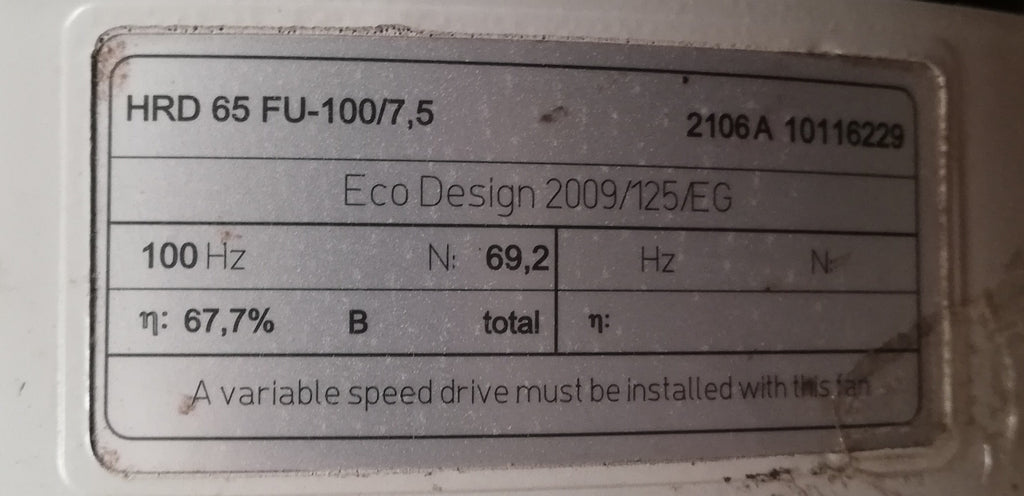 HRD 65 FU-100/7,5 2106A 10116229
Eco Design 2009/125/EG
100 Hz N: 69,2 Hz N:
η: 67,7% B total η:
A variable speed drive must be installed with this fan